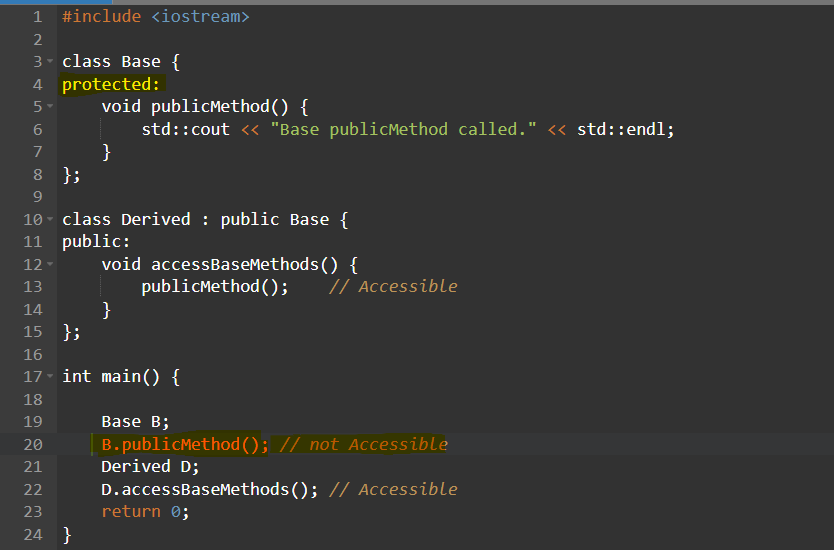 1 #include <iostream>
2
3 class Base {
4 protected:
5     void publicMethod() {
6         std::cout << "Base publicMethod called." << std::endl;
7     }
8 };
9
10 class Derived : public Base {
11 public:
12     void accessBaseMethods() {
13         publicMethod();    // Accessible
14     }
15 };
16
17 int main() {
18
19     Base B;
20     B.publicMethod(); // not Accessible
21     Derived D;
22     D.accessBaseMethods(); // Accessible
23     return 0;
24 }